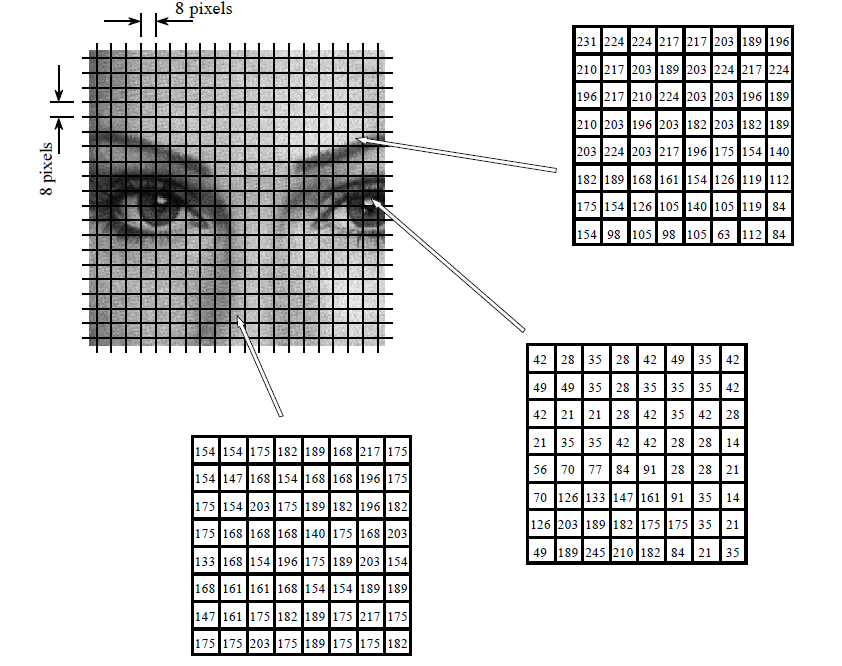 8 pixels
8 pixels
231 224 224 217 217 203 189 196
210 217 203 189 203 224 217 224
196 217 210 224 203 203 196 189
210 203 196 203 182 203 182 189
203 224 203 217 196 175 154 140
182 189 168 161 154 126 119 112
175 154 126 105 140 105 119 84
154 98 105 98 105 63 112 84
42 28 35 28 42 49 35 42
49 49 35 28 35 35 35 42
42 21 21 28 42 35 42 28
21 35 35 42 42 28 28 14
56 70 77 84 91 28 28 21
70 126 133 147 161 91 35 14
126 203 189 182 175 175 35 21
49 189 245 210 182 84 21 35
154 154 175 182 189 168 217 175
154 147 168 154 168 168 196 175
175 154 203 175 189 182 196 182
175 168 168 168 140 175 168 203
133 168 154 196 175 189 203 154
168 161 161 168 154 154 189 189
147 161 175 182 189 175 217 175
175 175 203 175 189 175 175 182